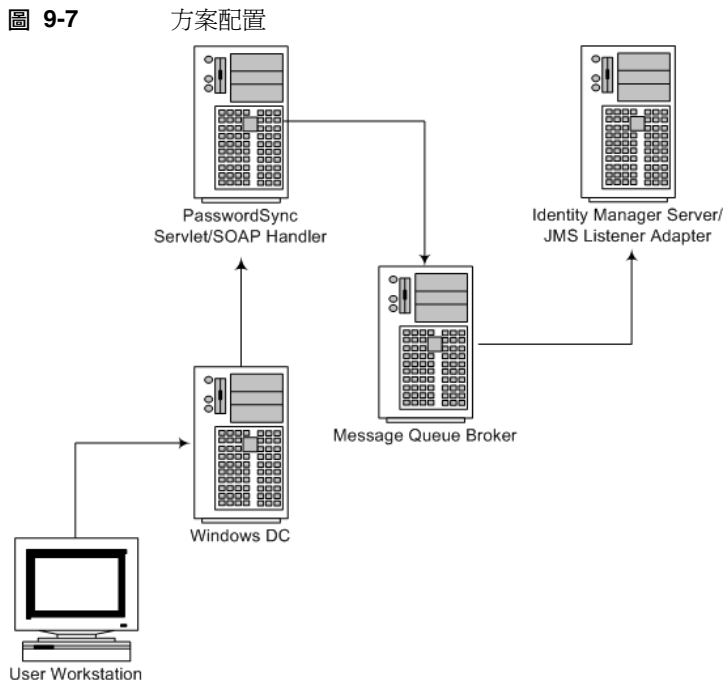 圖 9-7 方案配置
PasswordSync
Servlet/SOAP Handler
Identity Manager Server/
JMS Listener Adapter
Message Queue Broker
Windows DC
User Workstation